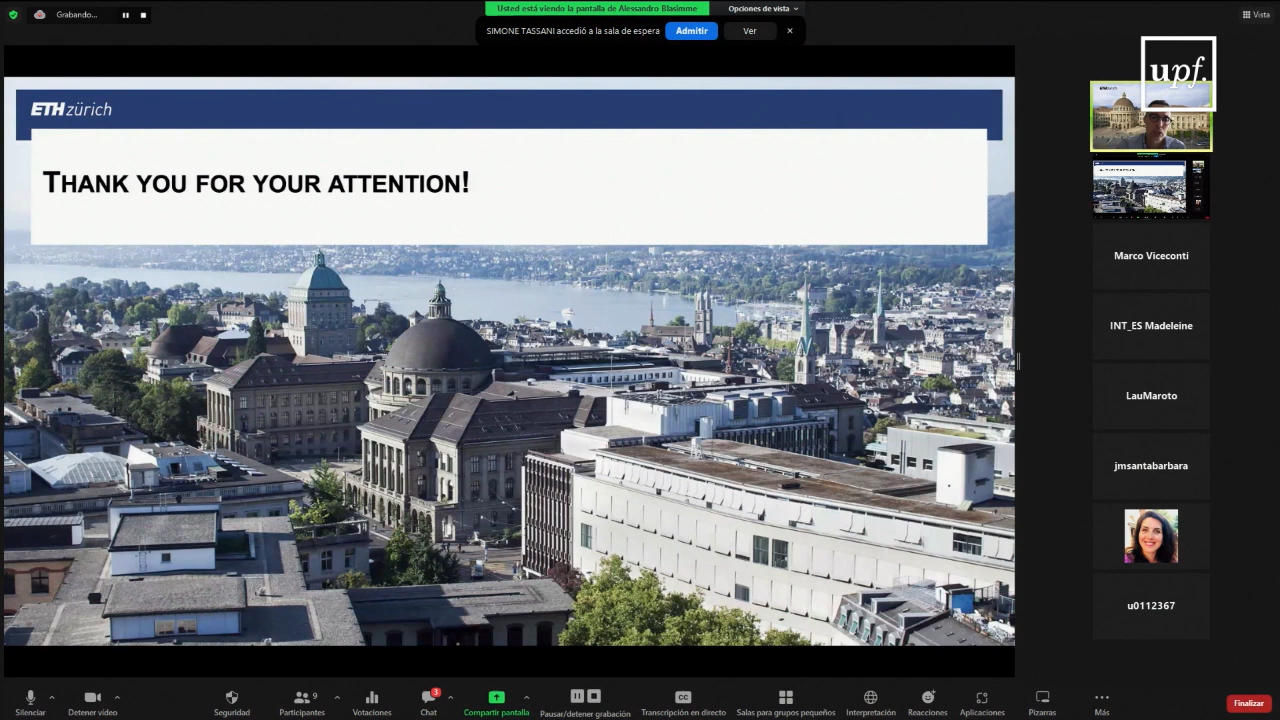 Usted está viendo la pantalla de Alessandro Blasimme
Opciones de vista
Grabando...
Vista
SIMONE TASSANI accedió a la sala de espera
Admitir
Ver
upf.
ETH zürich
ETH zürich
THANK YOU FOR YOUR ATTENTION!
Marco Viceconti
INT_ES Madeleine
LauMaroto
jmsantabarbara
u0112367
Silenciar
Detener video
Seguridad
Participantes
9
Votaciones
Chat
3
Compartir pantalla
Pausar/detener grabación
CC
Transcripción en directo
Salas para grupos pequeños
Interpretación
Reacciones
Aplicaciones
Pizarras
Más
Finalizar